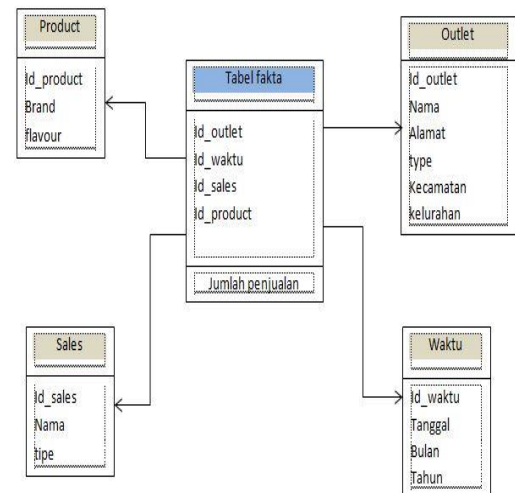 Product
Id_product
Brand
flavour
Tabel fakta
Id_outlet
Id_waktu
Id_sales
Id_product
Jumlah penjualan
Outlet
Id_outlet
Nama
Alamat
type
Kecamatan
kelurahan
Sales
Id_sales
Nama
tipe
Waktu
Id_waktu
Tanggal
Bulan
Tahun